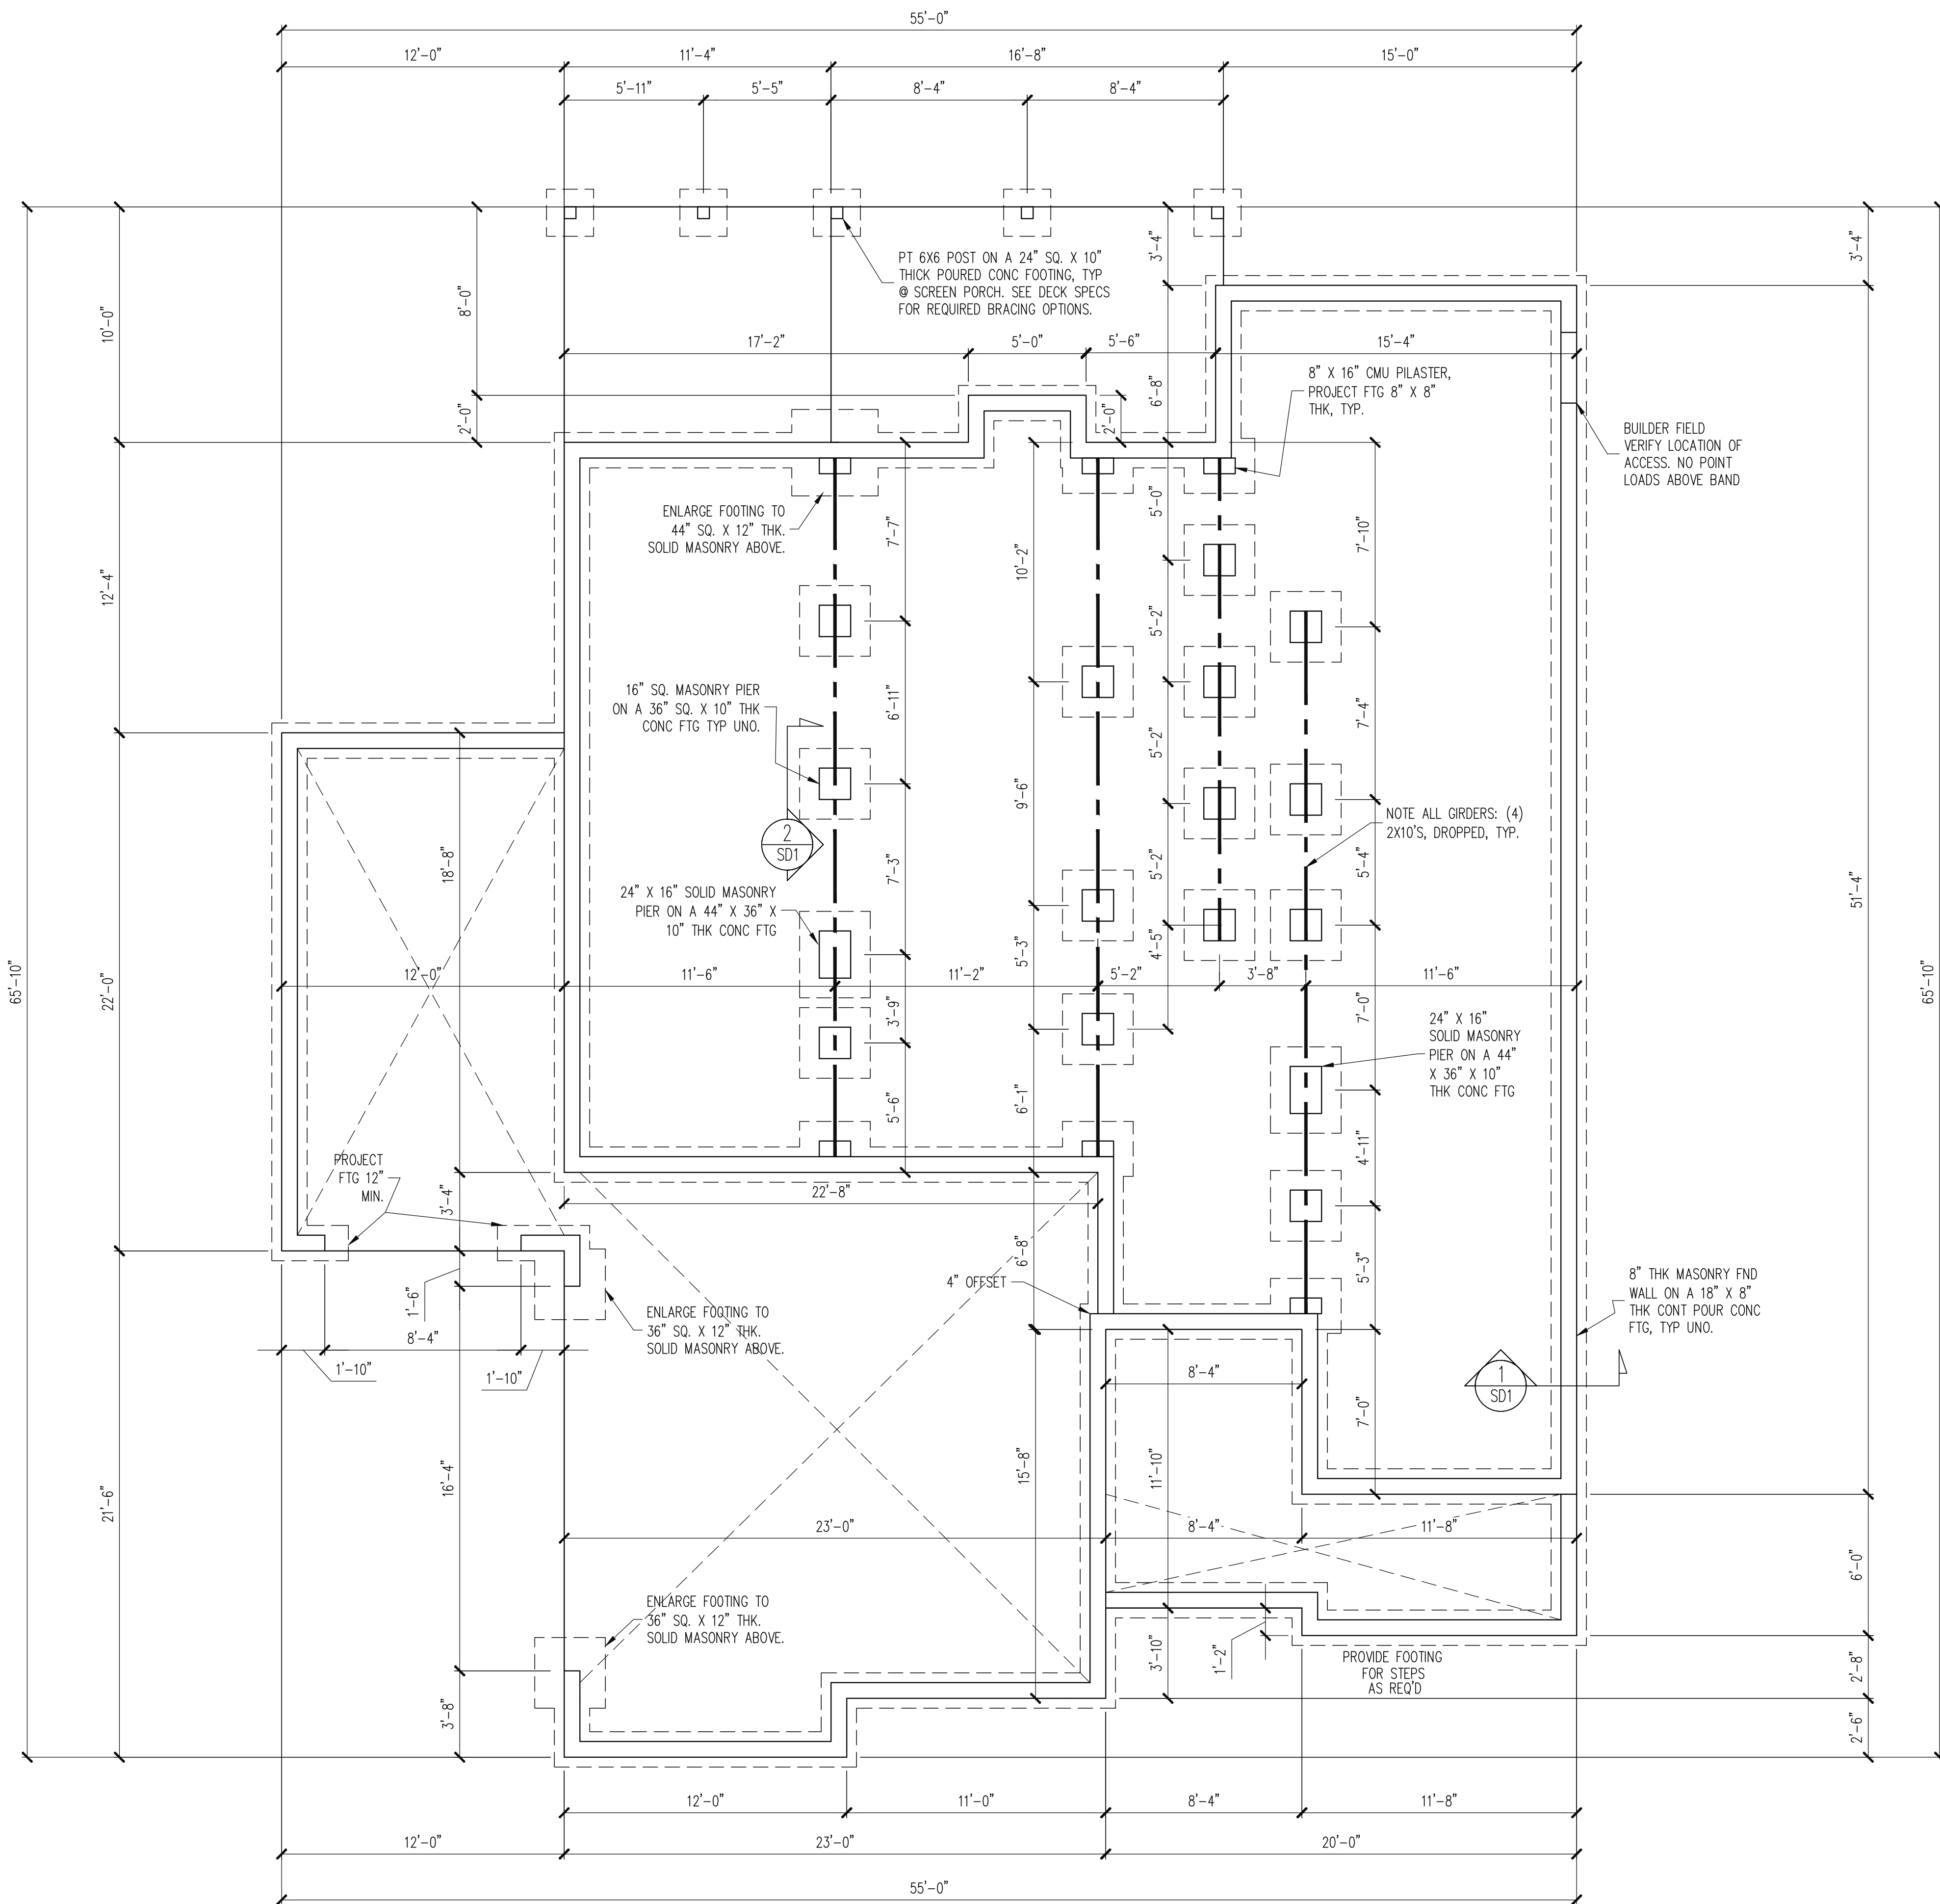 55'-0"
12'-0"
11'-4"
16'-8"
15'-0"
5'-11"
5'-5"
8'-4"
8'-4"
PT 6X6 POST ON A 24" SQ. X 10"
THICK POURED CONC FOOTING, TYP
@ SCREEN PORCH. SEE DECK SPECS
FOR REQUIRED BRACING OPTIONS.
3'-4"
3'-4"
8'-0"
10'-0"
17'-2"
5'-0"
5'-6"
15'-4"
8" X 16" CMU PILASTER,
PROJECT FTG 8" X 8"
THK, TYP.
6'-8"
2'-0"
2'-0"
BUILDER FIELD
VERIFY LOCATION OF
ACCESS. NO POINT
LOADS ABOVE BAND
ENLARGE FOOTING TO
44" SQ. X 12" THK.
SOLID MASONRY ABOVE.
7'-7"
10'-2"
5'-0"
7'-10"
12'-4"
5'-2"
16" SQ. MASONRY PIER
ON A 36" SQ. X 10" THK
CONC FTG TYP UNO.
6'-11"
7'-4"
5'-2"
9'-6"
NOTE ALL GIRDERS: (4)
2X10'S, DROPPED, TYP.
2
SD1
18'-8"
7'-3"
5'-2"
5'-4"
51'-4"
24" X 16" SOLID MASONRY
PIER ON A 44" X 36" X
10" THK CONC FTG
5'-3"
4'-5"
65'-10"
22'-0"
12'-0"
11'-6"
11'-2"
5'-2"
3'-8"
11'-6"
65'-10"
3'-9"
7'-0"
24" X 16"
SOLID MASONRY
PIER ON A 44"
X 36" X 10"
THK CONC FTG
5'-6"
6'-1"
4'-11"
PROJECT
FTG 12"
MIN.
3'-4"
22'-8"
6'-8"
5'-3"
4" OFFSET
8" THK MASONRY FND
WALL ON A 18" X 8"
THK CONT POUR CONC
FTG, TYP UNO.
1'-6"
ENLARGE FOOTING TO
36" SQ. X 12" THK.
SOLID MASONRY ABOVE.
8'-4"
1'-10"
1'-10"
8'-4"
1
SD1
7'-0"
16'-4"
15'-8"
11'-10"
21'-6"
23'-0"
8'-4"
11'-8"
6'-0"
ENLARGE FOOTING TO
36" SQ. X 12" THK.
SOLID MASONRY ABOVE.
3'-10"
1'-2"
PROVIDE FOOTING
FOR STEPS
AS REQ'D
2'-8"
3'-8"
2'-6"
12'-0"
11'-0"
8'-4"
11'-8"
12'-0"
23'-0"
20'-0"
55'-0"